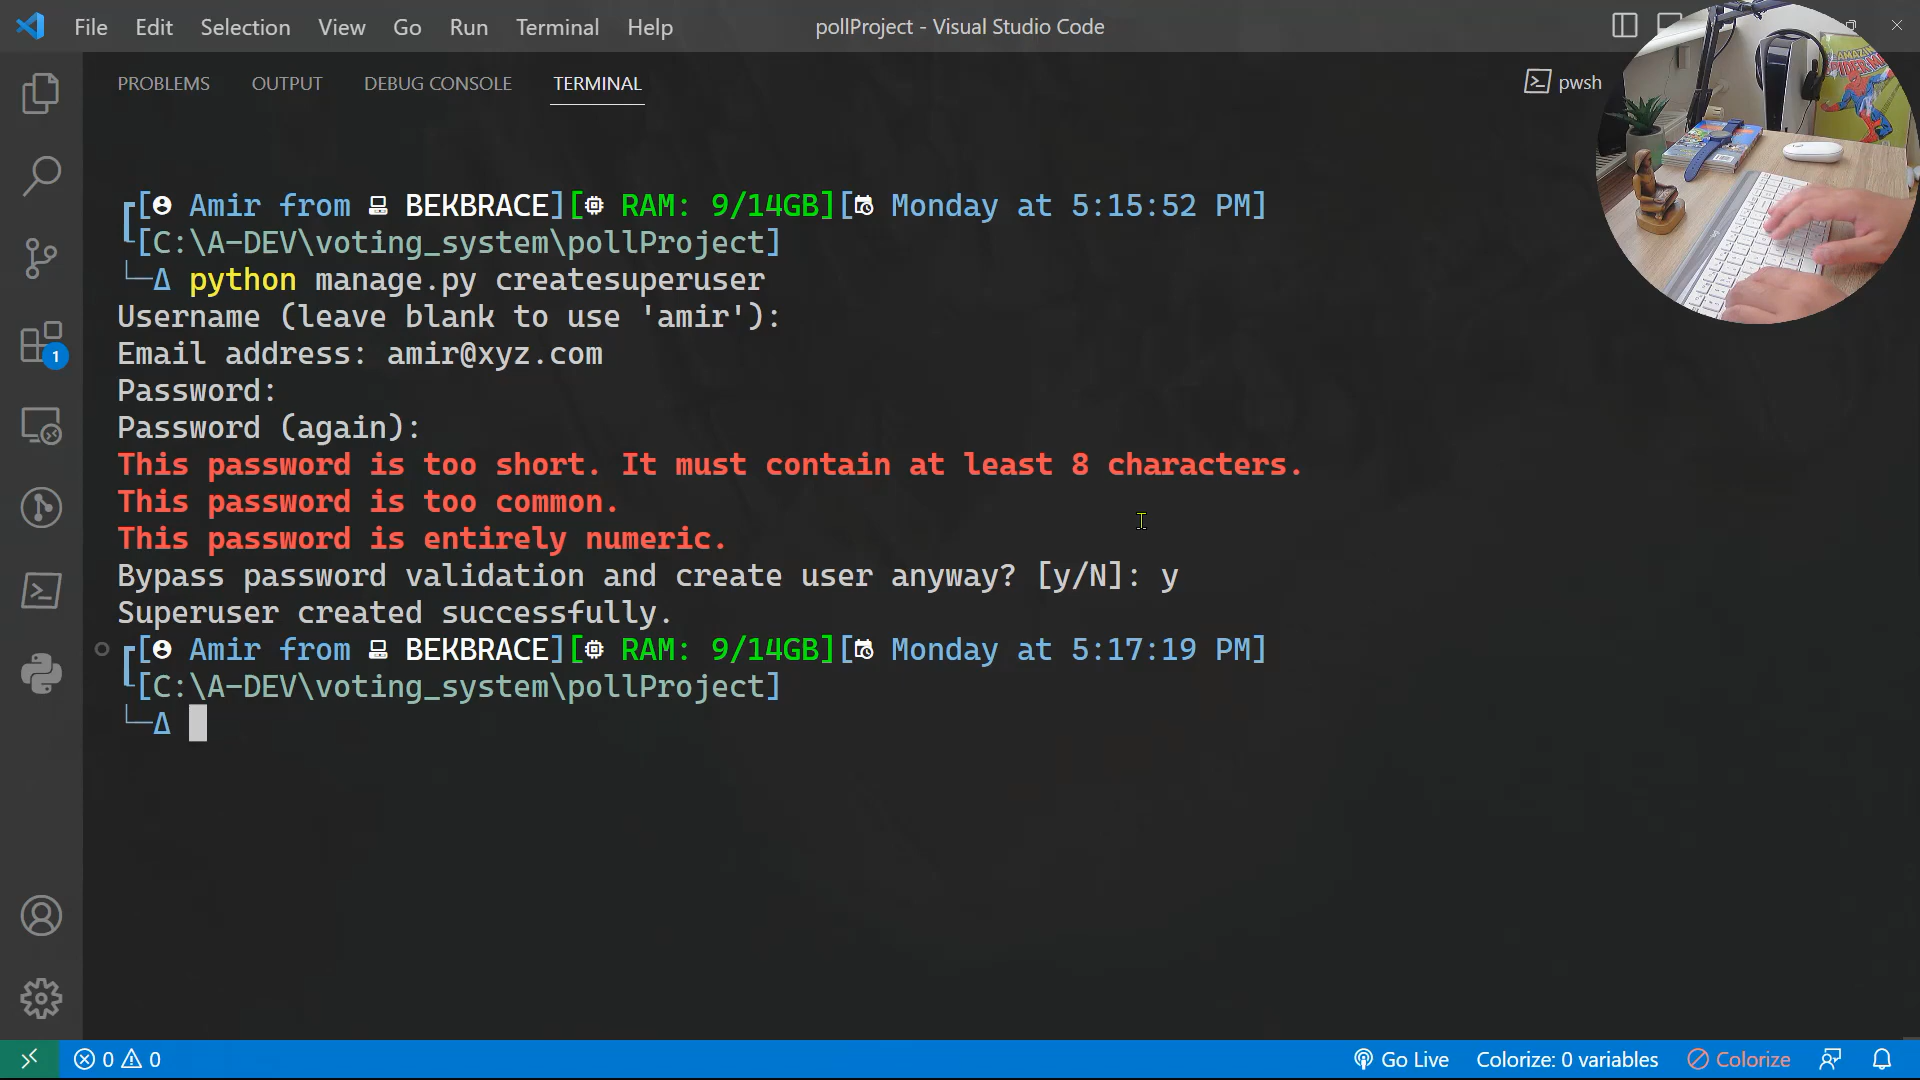 File Edit Selection View Go Run Terminal Help pollProject - Visual Studio Code
PROBLEMS OUTPUT DEBUG CONSOLE TERMINAL pwsh
AMAZING
[Amir from BEKBRACE][RAM: 9/14GB][Monday at 5:15:52 PM]
[C:\A-DEV\voting_system\pollProject]
Δ python manage.py createsuperuser
Username (leave blank to use 'amir'):
Email address: amir@xyz.com
Password:
Password (again):
This password is too short. It must contain at least 8 characters.
This password is too common.
This password is entirely numeric.
Bypass password validation and create user anyway? [y/N]: y
Superuser created successfully.
[Amir from BEKBRACE][RAM: 9/14GB][Monday at 5:17:19 PM]
[C:\A-DEV\voting_system\pollProject]
Δ
1
0 0 Go Live Colorize: 0 variables Colorize